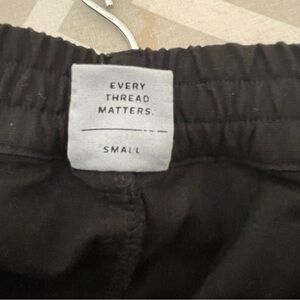 EVERY
THREAD
MATTERS.
SMALL